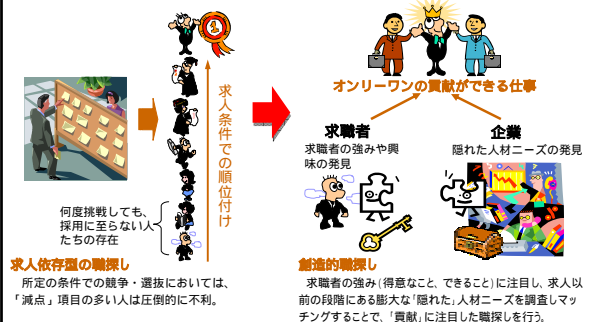 1
求人条件での順位付け
何度挑戦しても、
採用に至らない人
たちの存在
求人依存型の職探し
所定の条件での競争・選抜においては、
「減点」項目の多い人は圧倒的に不利。
オンリーワンの貢献ができる仕事
求職者
求職者の強みや興
味の発見
企業
隠れた人材ニーズの発見
創造的職探し
求職者の強み(得意なこと、できること)に注目し、求人以
前の段階にある膨大な「隠れた」人材ニーズを調査しマッ
チングすることで、「貢献」に注目した職探しを行う。